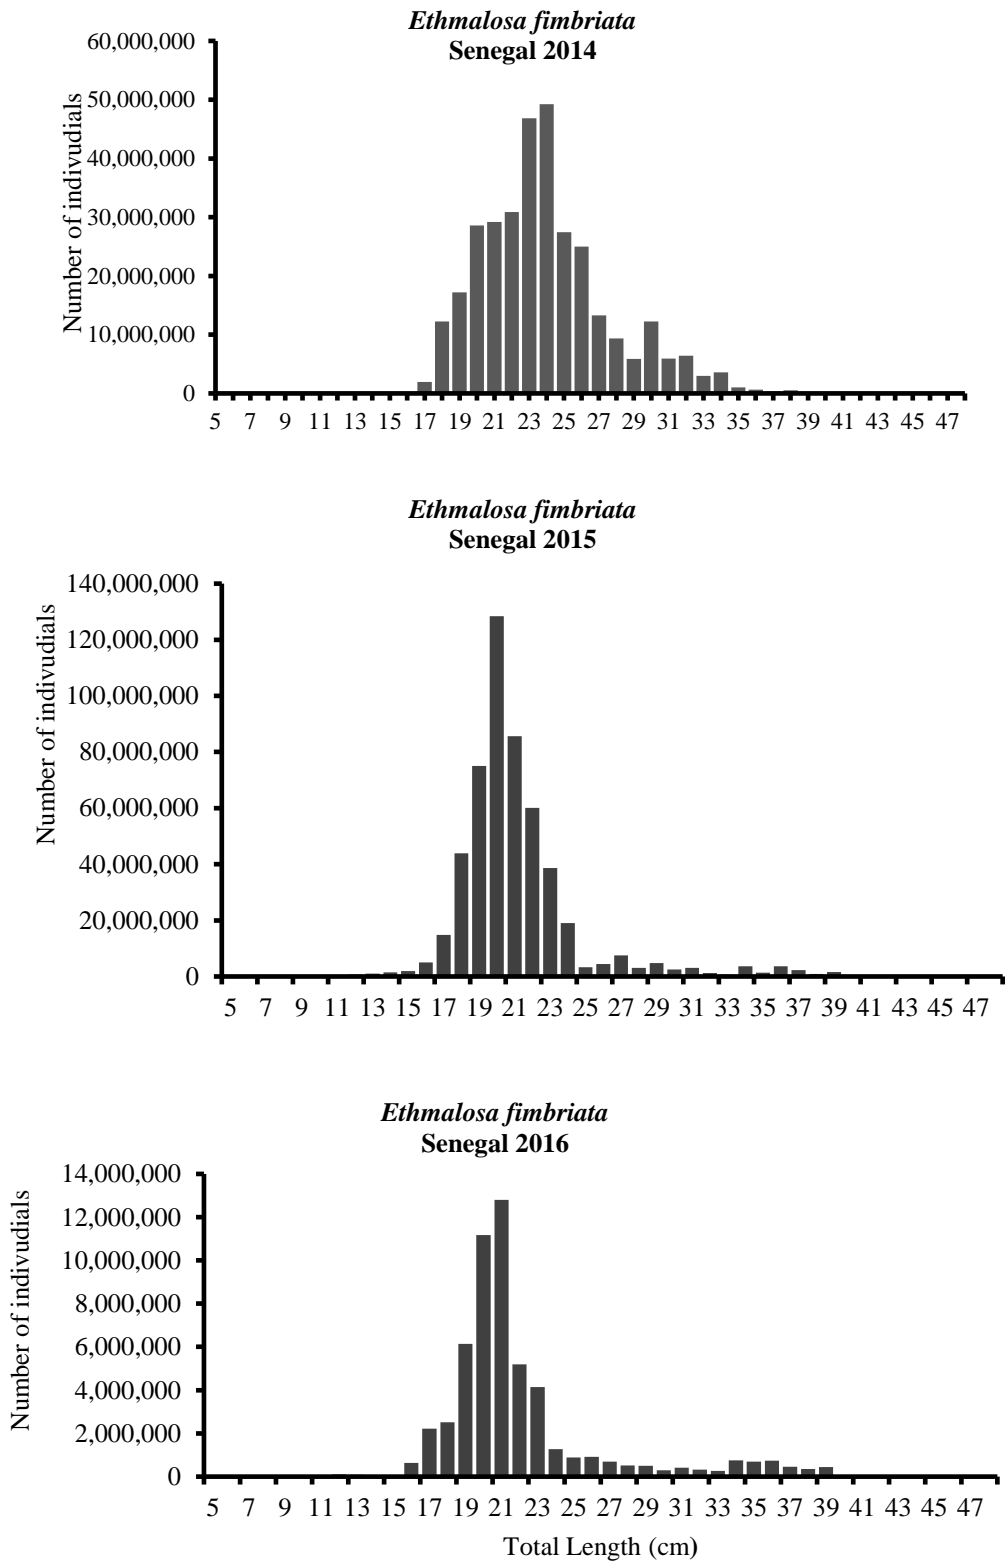 Ethmalosa fimbriata
Senegal 2014
Number of indivudials
60,000,000
50,000,000
40,000,000
30,000,000
20,000,000
10,000,000
0
5 7 9 11 13 15 17 19 21 23 25 27 29 31 33 35 37 39 41 43 45 47
Ethmalosa fimbriata
Senegal 2015
Number of indivudials
140,000,000
120,000,000
100,000,000
80,000,000
60,000,000
40,000,000
20,000,000
0
5 7 9 11 13 15 17 19 21 23 25 27 29 31 33 35 37 39 41 43 45 47
Ethmalosa fimbriata
Senegal 2016
Number of indivudials
14,000,000
12,000,000
10,000,000
8,000,000
6,000,000
4,000,000
2,000,000
0
5 7 9 11 13 15 17 19 21 23 25 27 29 31 33 35 37 39 41 43 45 47
Total Length (cm)